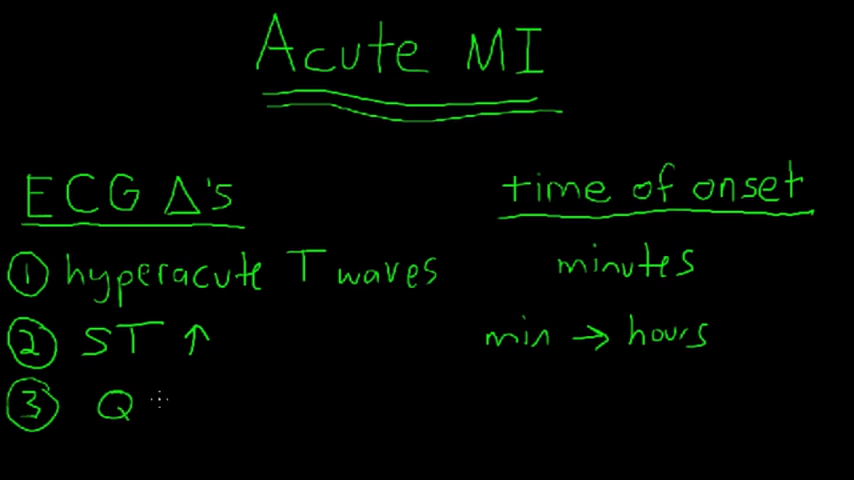 Acute MI
ECG Δ's time of onset
① hyperacute T waves minutes
② ST ↑ min → hours
③ Q